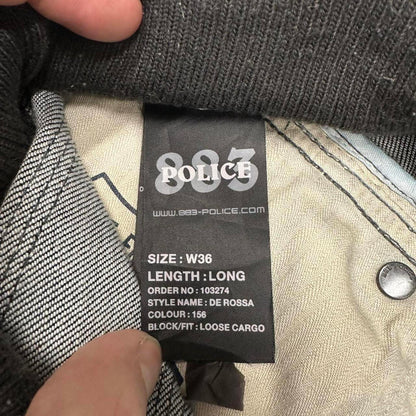 883
POLICE
www.883-POLICE.COM
SIZE : W36
LENGTH : LONG
ORDER NO : 103274
STYLE NAME : DE ROSSA
COLOUR : 156
BLOCK/FIT : LOOSE CARGO